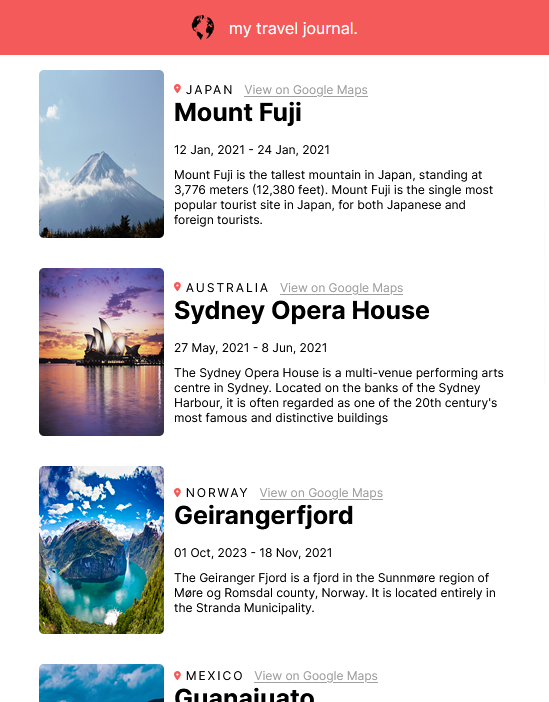 my travel journal.
JAPAN View on Google Maps
Mount Fuji
12 Jan, 2021 - 24 Jan, 2021
Mount Fuji is the tallest mountain in Japan, standing at
3,776 meters (12,380 feet). Mount Fuji is the single most
popular tourist site in Japan, for both Japanese and
foreign tourists.
AUSTRALIA View on Google Maps
Sydney Opera House
27 May, 2021 - 8 Jun, 2021
The Sydney Opera House is a multi-venue performing arts
centre in Sydney. Located on the banks of the Sydney
Harbour, it is often regarded as one of the 20th century's
most famous and distinctive buildings
NORWAY View on Google Maps
Geirangerfjord
01 Oct, 2023 - 18 Nov, 2021
The Geiranger Fjord is a fjord in the Sunnmøre region of
Møre og Romsdal county, Norway. It is located entirely in
the Stranda Municipality.
MEXICO View on Google Maps
Guanajuato